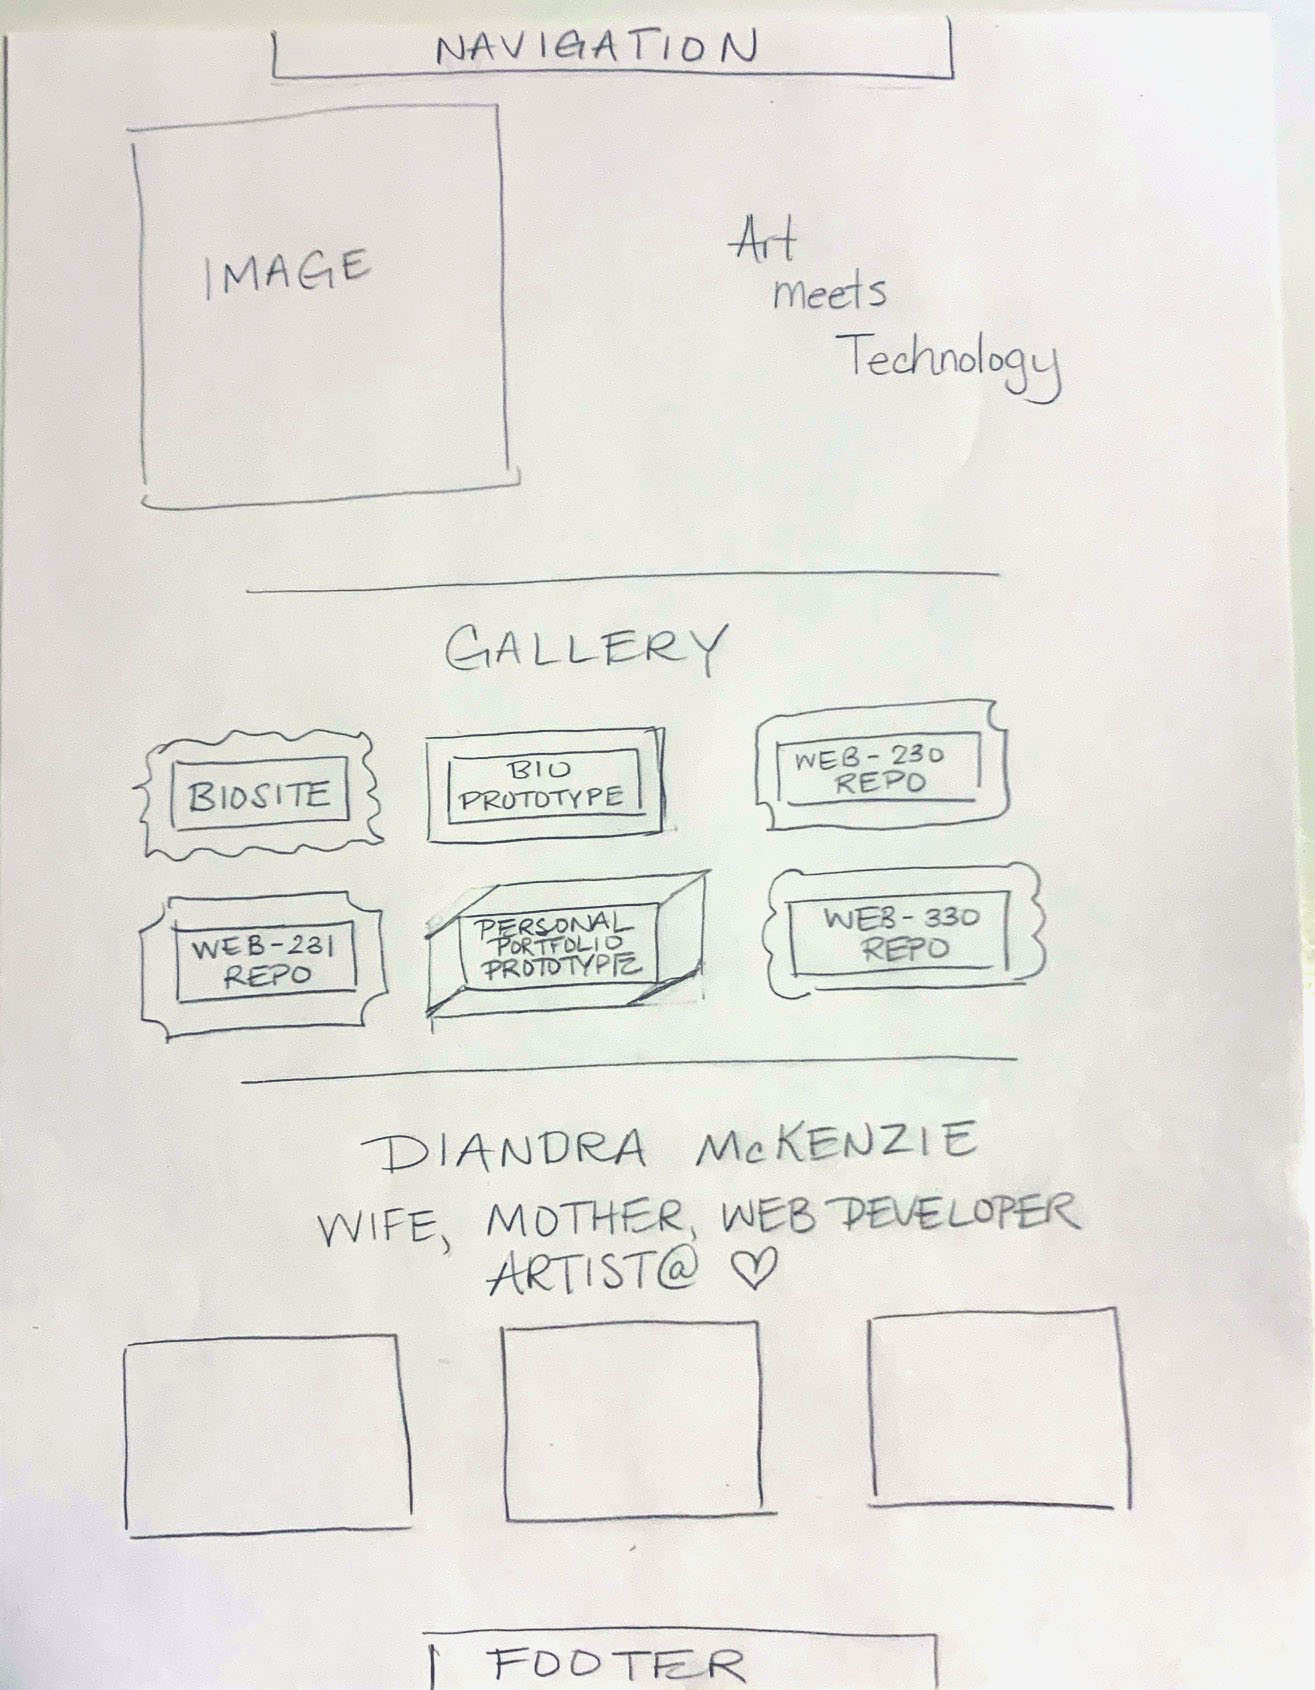 NAVIGATION
IMAGE
Art
meets
Technology
GALLERY
BIOSITE
BIO
PROTOTYPE
WEB-230
REPO
WEB-231
REPO
PERSONAL
PORTFOLIO
PROTOTYPE
WEB-330
REPO
DIANDRA McKENZIE
WIFE, MOTHER, WEB DEVELOPER
ARTIST@ ♡
FOOTER